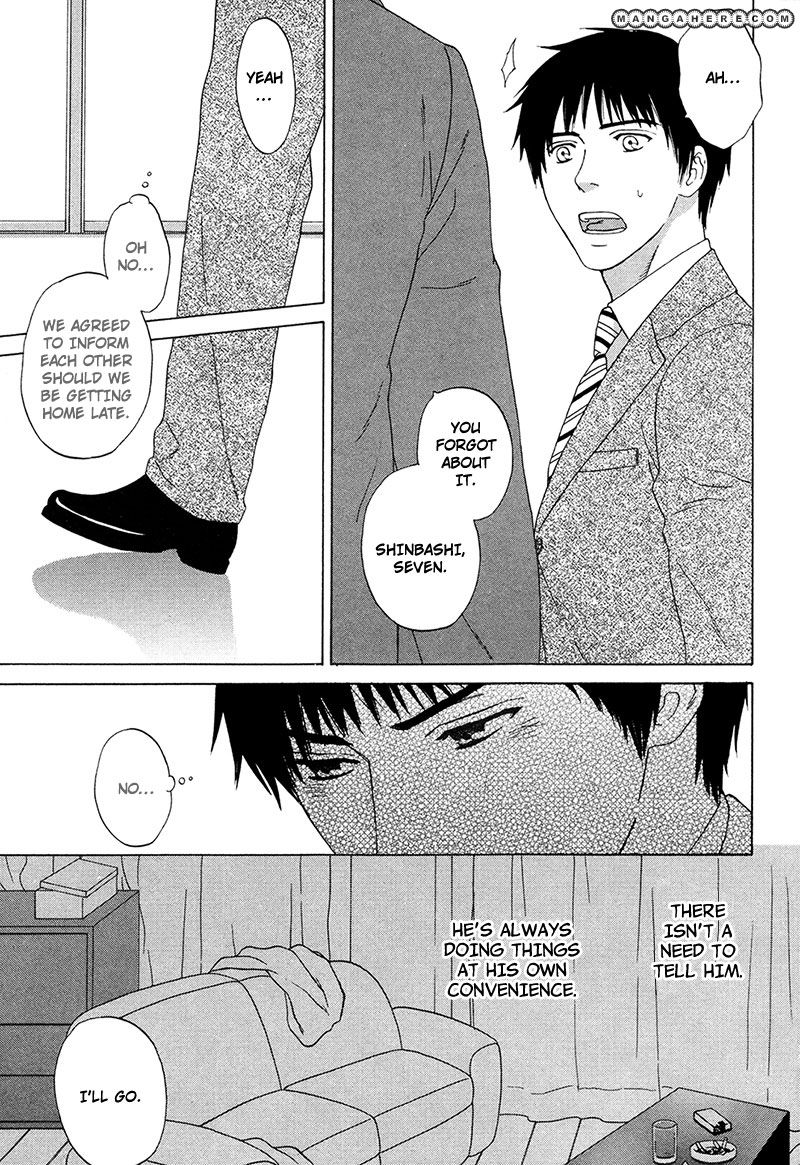 MANGAHERE.COM
AH...
YOU
FORGOT
ABOUT
IT.
SHINBASHI,
SEVEN.
YEAH
...
OH
NO...
WE AGREED
TO INFORM
EACH OTHER
SHOULD WE
BE GETTING
HOME LATE.
NO...
THERE
ISN'T A
NEED TO
TELL HIM.
HE'S ALWAYS
DOING THINGS
AT HIS OWN
CONVENIENCE.
I'LL GO.